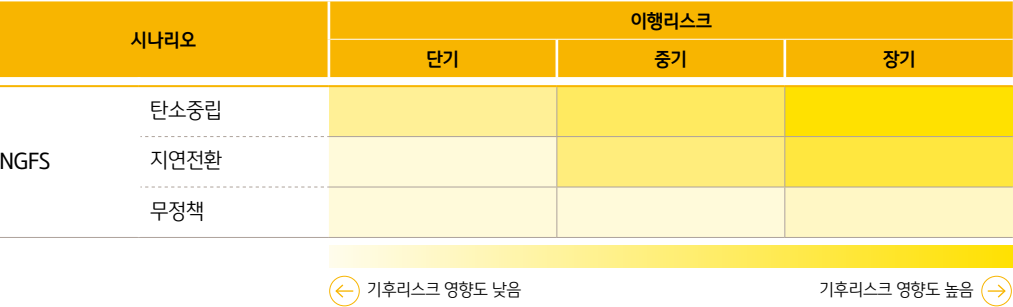 시나리오
이행리스크
단기 중기 장기
NGFS
탄소중립
지연전환
무정책
기후리스크 영향도 낮음
기후리스크 영향도 높음